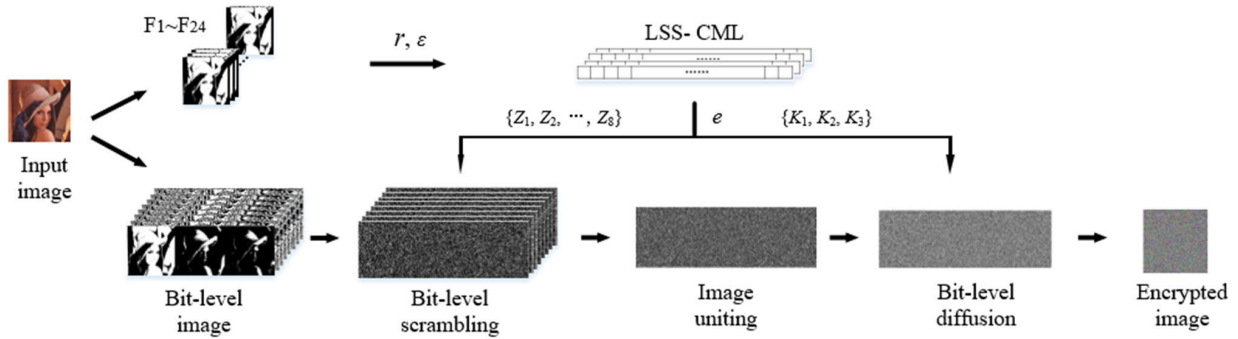 F1~F24
r, ε
LSS- CML
······
······
{Z1, Z2, ···, Z8}
e
{K1, K2, K3}
Input
image
Bit-level
image
Bit-level
scrambling
Image
uniting
Bit-level
diffusion
Encrypted
image